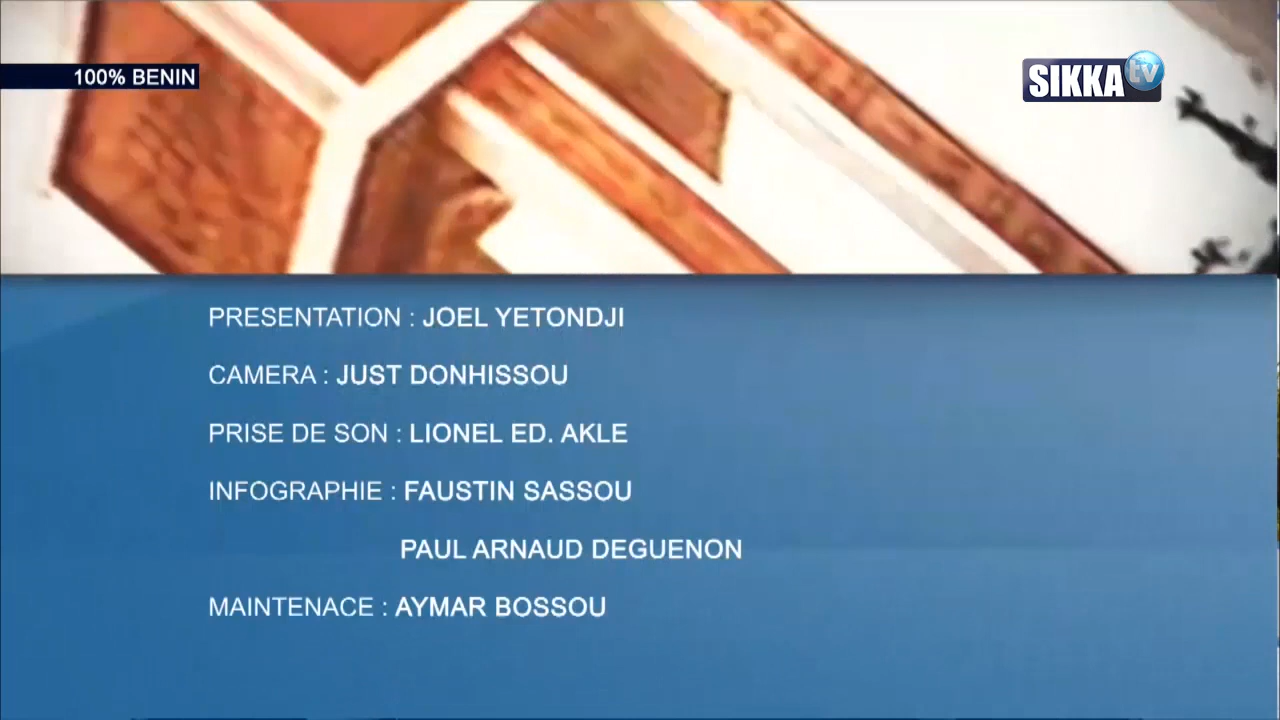 100% BENIN
SIKKA tv
PRESENTATION : JOEL YETONDJI
CAMERA : JUST DONHISSOU
PRISE DE SON : LIONEL ED. AKLE
INFOGRAPHIE : FAUSTIN SASSOU
PAUL ARNAUD DEGUENON
MAINTENACE : AYMAR BOSSOU